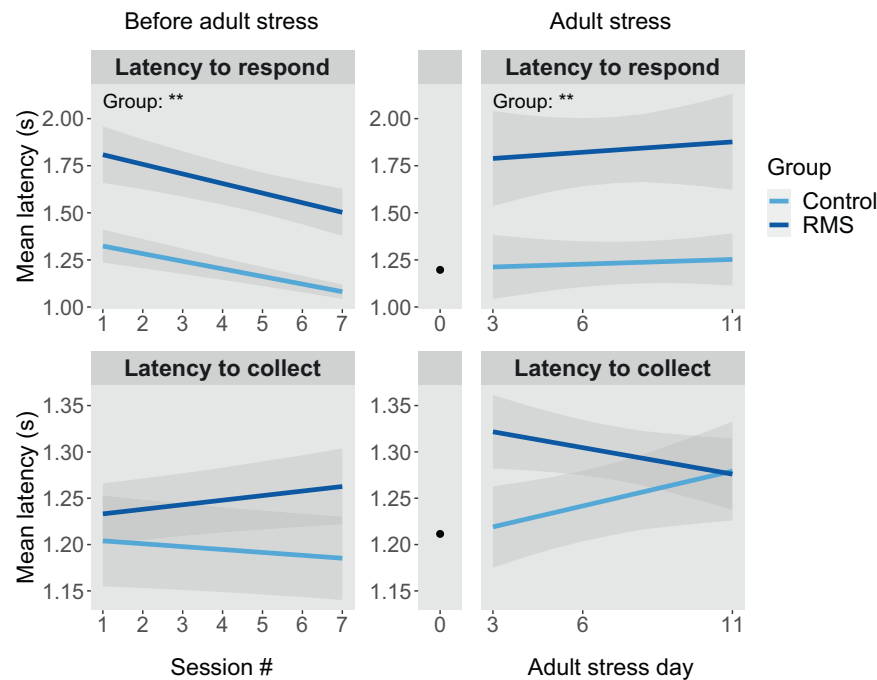 Before adult stress
Adult stress
Latency to respond
Latency to respond
Group: **
Group: **
Mean latency (s)
2.00
1.75
1.50
1.25
1.00
1 2 3 4 5 6 7
2.00
1.75
1.50
1.25
1.00
0
3 6 11
Group
Control
RMS
Latency to collect
Latency to collect
Mean latency (s)
1.35
1.30
1.25
1.20
1.15
1 2 3 4 5 6 7
1.35
1.30
1.25
1.20
1.15
0
3 6 11
Session #
Adult stress day